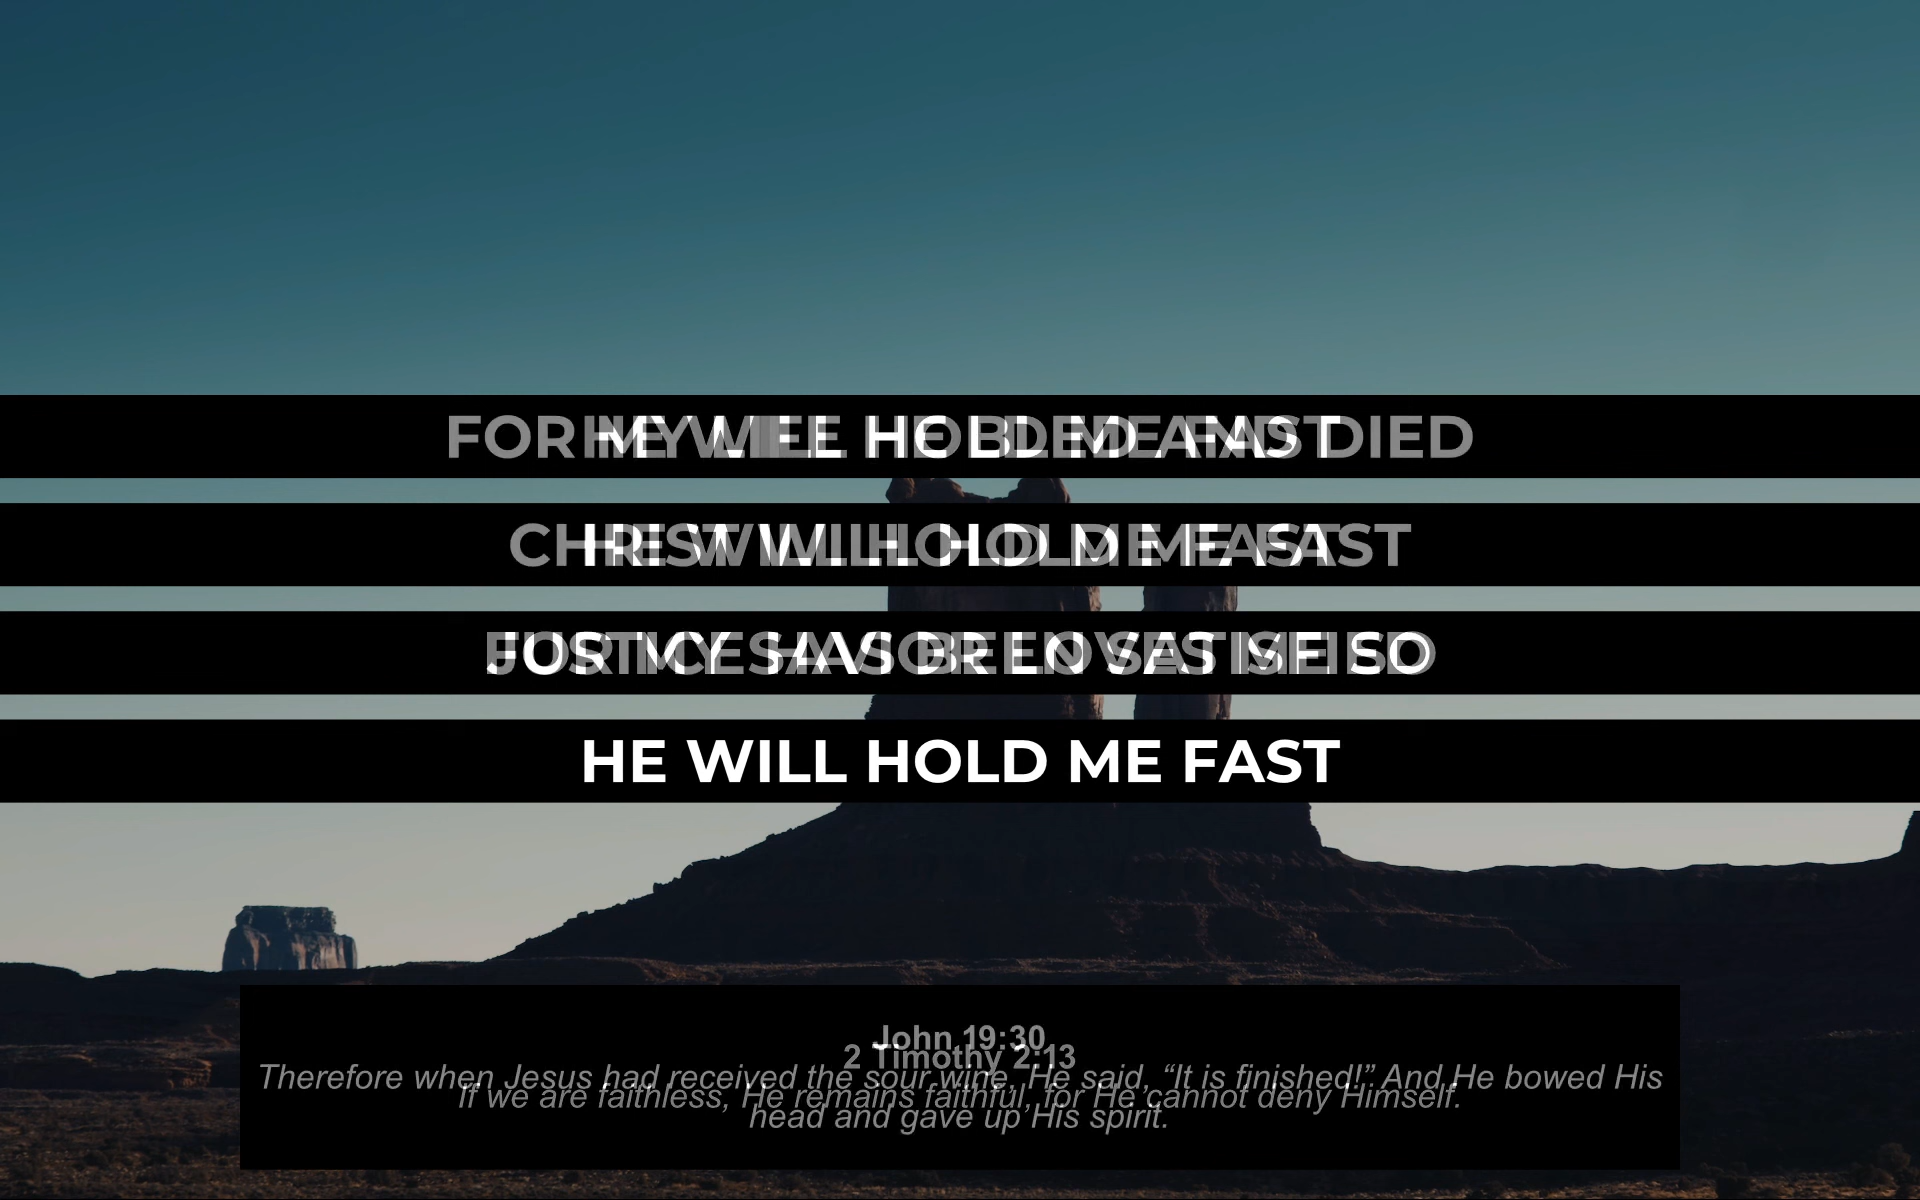 FOR MY LIFE HE BLED AND DIED
HE WILL HOLD ME FAST
CHRIST WILL HOLD ME FAST
HE WILL HOLD ME FAST
JUSTICE HAS BEEN SATISFIED
FOR MY SAVIOR LOVES ME SO
HE WILL HOLD ME FAST
John 19:30
2 Timothy 2:13
Therefore when Jesus had received the sour wine, He said, “It is finished!” And He bowed His
If we are faithless, He remains faithful, for He cannot deny Himself.
head and gave up His spirit.